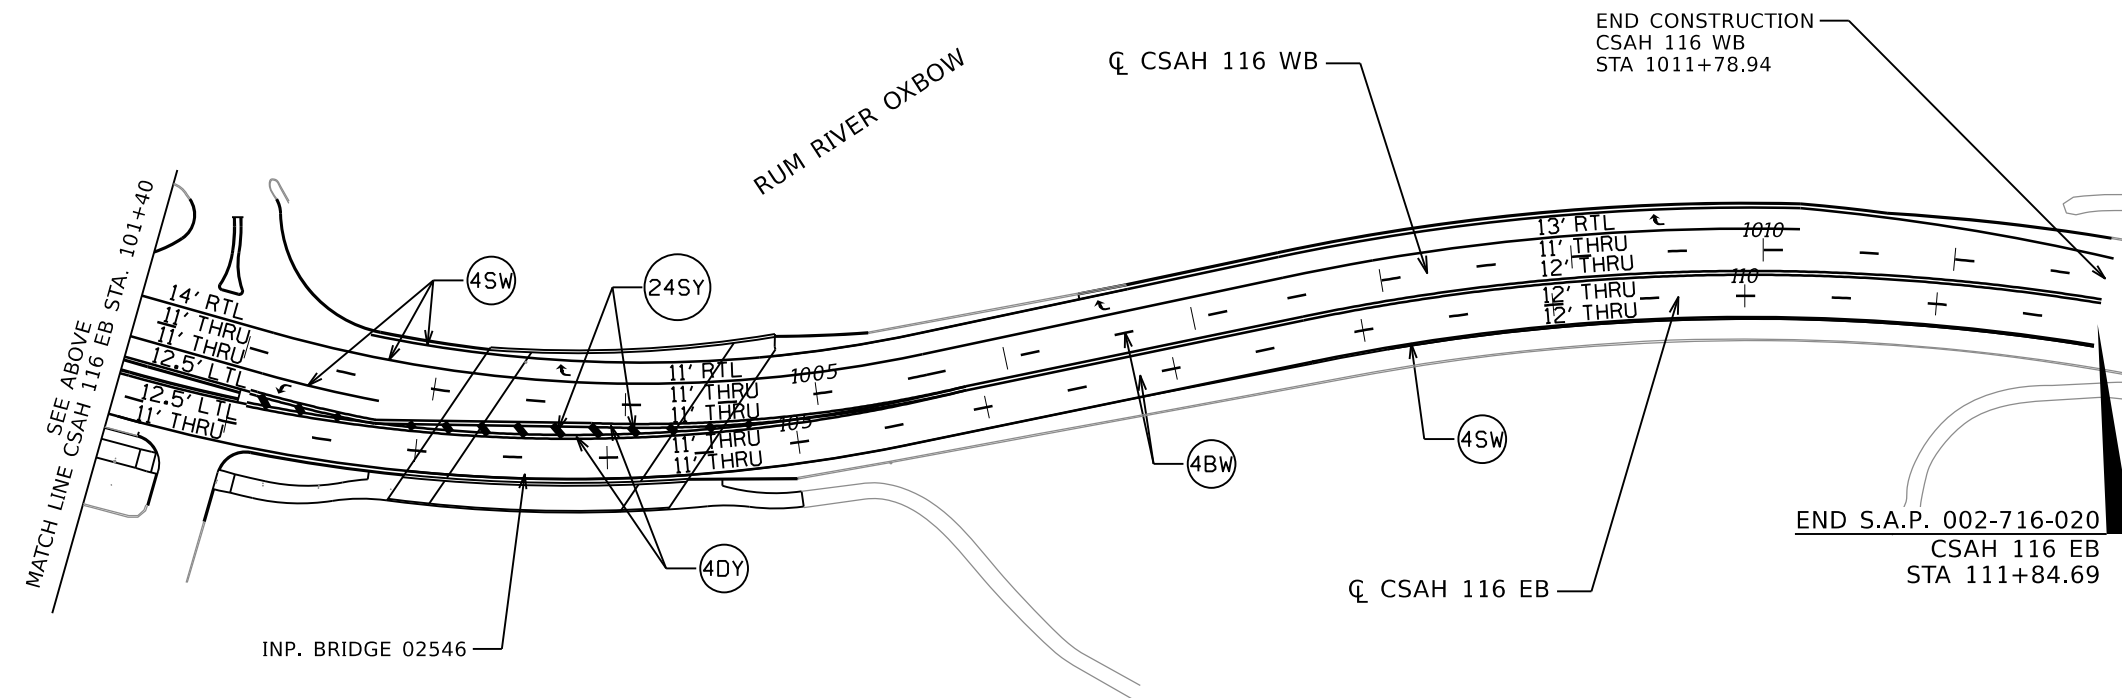 END CONSTRUCTION
CSAH 116 WB
STA 1011+78.94
℄ CSAH 116 WB
RUM RIVER OXBOW
SEE ABOVE
MATCH LINE CSAH 116 EB STA. 101+40
4SW
24SY
14' RTL
11' THRU
11' THRU
12.5' LTL
12.5' LTL
11' THRU
11' RTL
11' THRU
11' THRU
11' THRU
11' THRU
1005
105
13' RTL
11' THRU
12' THRU
12' THRU
12' THRU
1010
110
4BW
4SW
4DY
INP. BRIDGE 02546
℄ CSAH 116 EB
END S.A.P. 002-716-020
CSAH 116 EB
STA 111+84.69